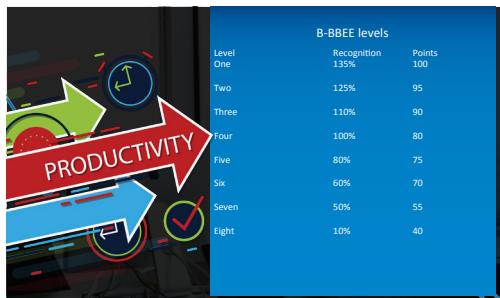 B-BBEE levels
Level Recognition Points
One 135% 100
Two 125% 95
Three 110% 90
Four 100% 80
Five 80% 75
Six 60% 70
Seven 50% 55
Eight 10% 40
PRODUCTIVITY